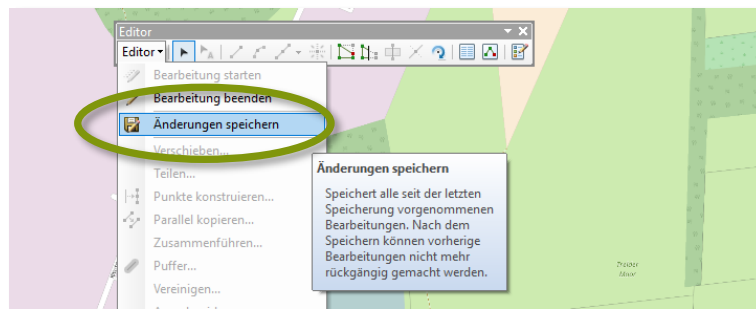 Editor
Editor
Bearbeitung starten
Bearbeitung beenden
Änderungen speichern
Verschieben...
Teilen...
Punkte konstruieren...
Parallel kopieren...
Zusammenführen...
Puffer...
Vereinigen...
Änderungen speichern
Speichert alle seit der letzten
Speicherung vorgenommenen
Bearbeitungen. Nach dem
Speichern können vorherige
Bearbeitungen nicht mehr
rückgängig gemacht werden.
Moor